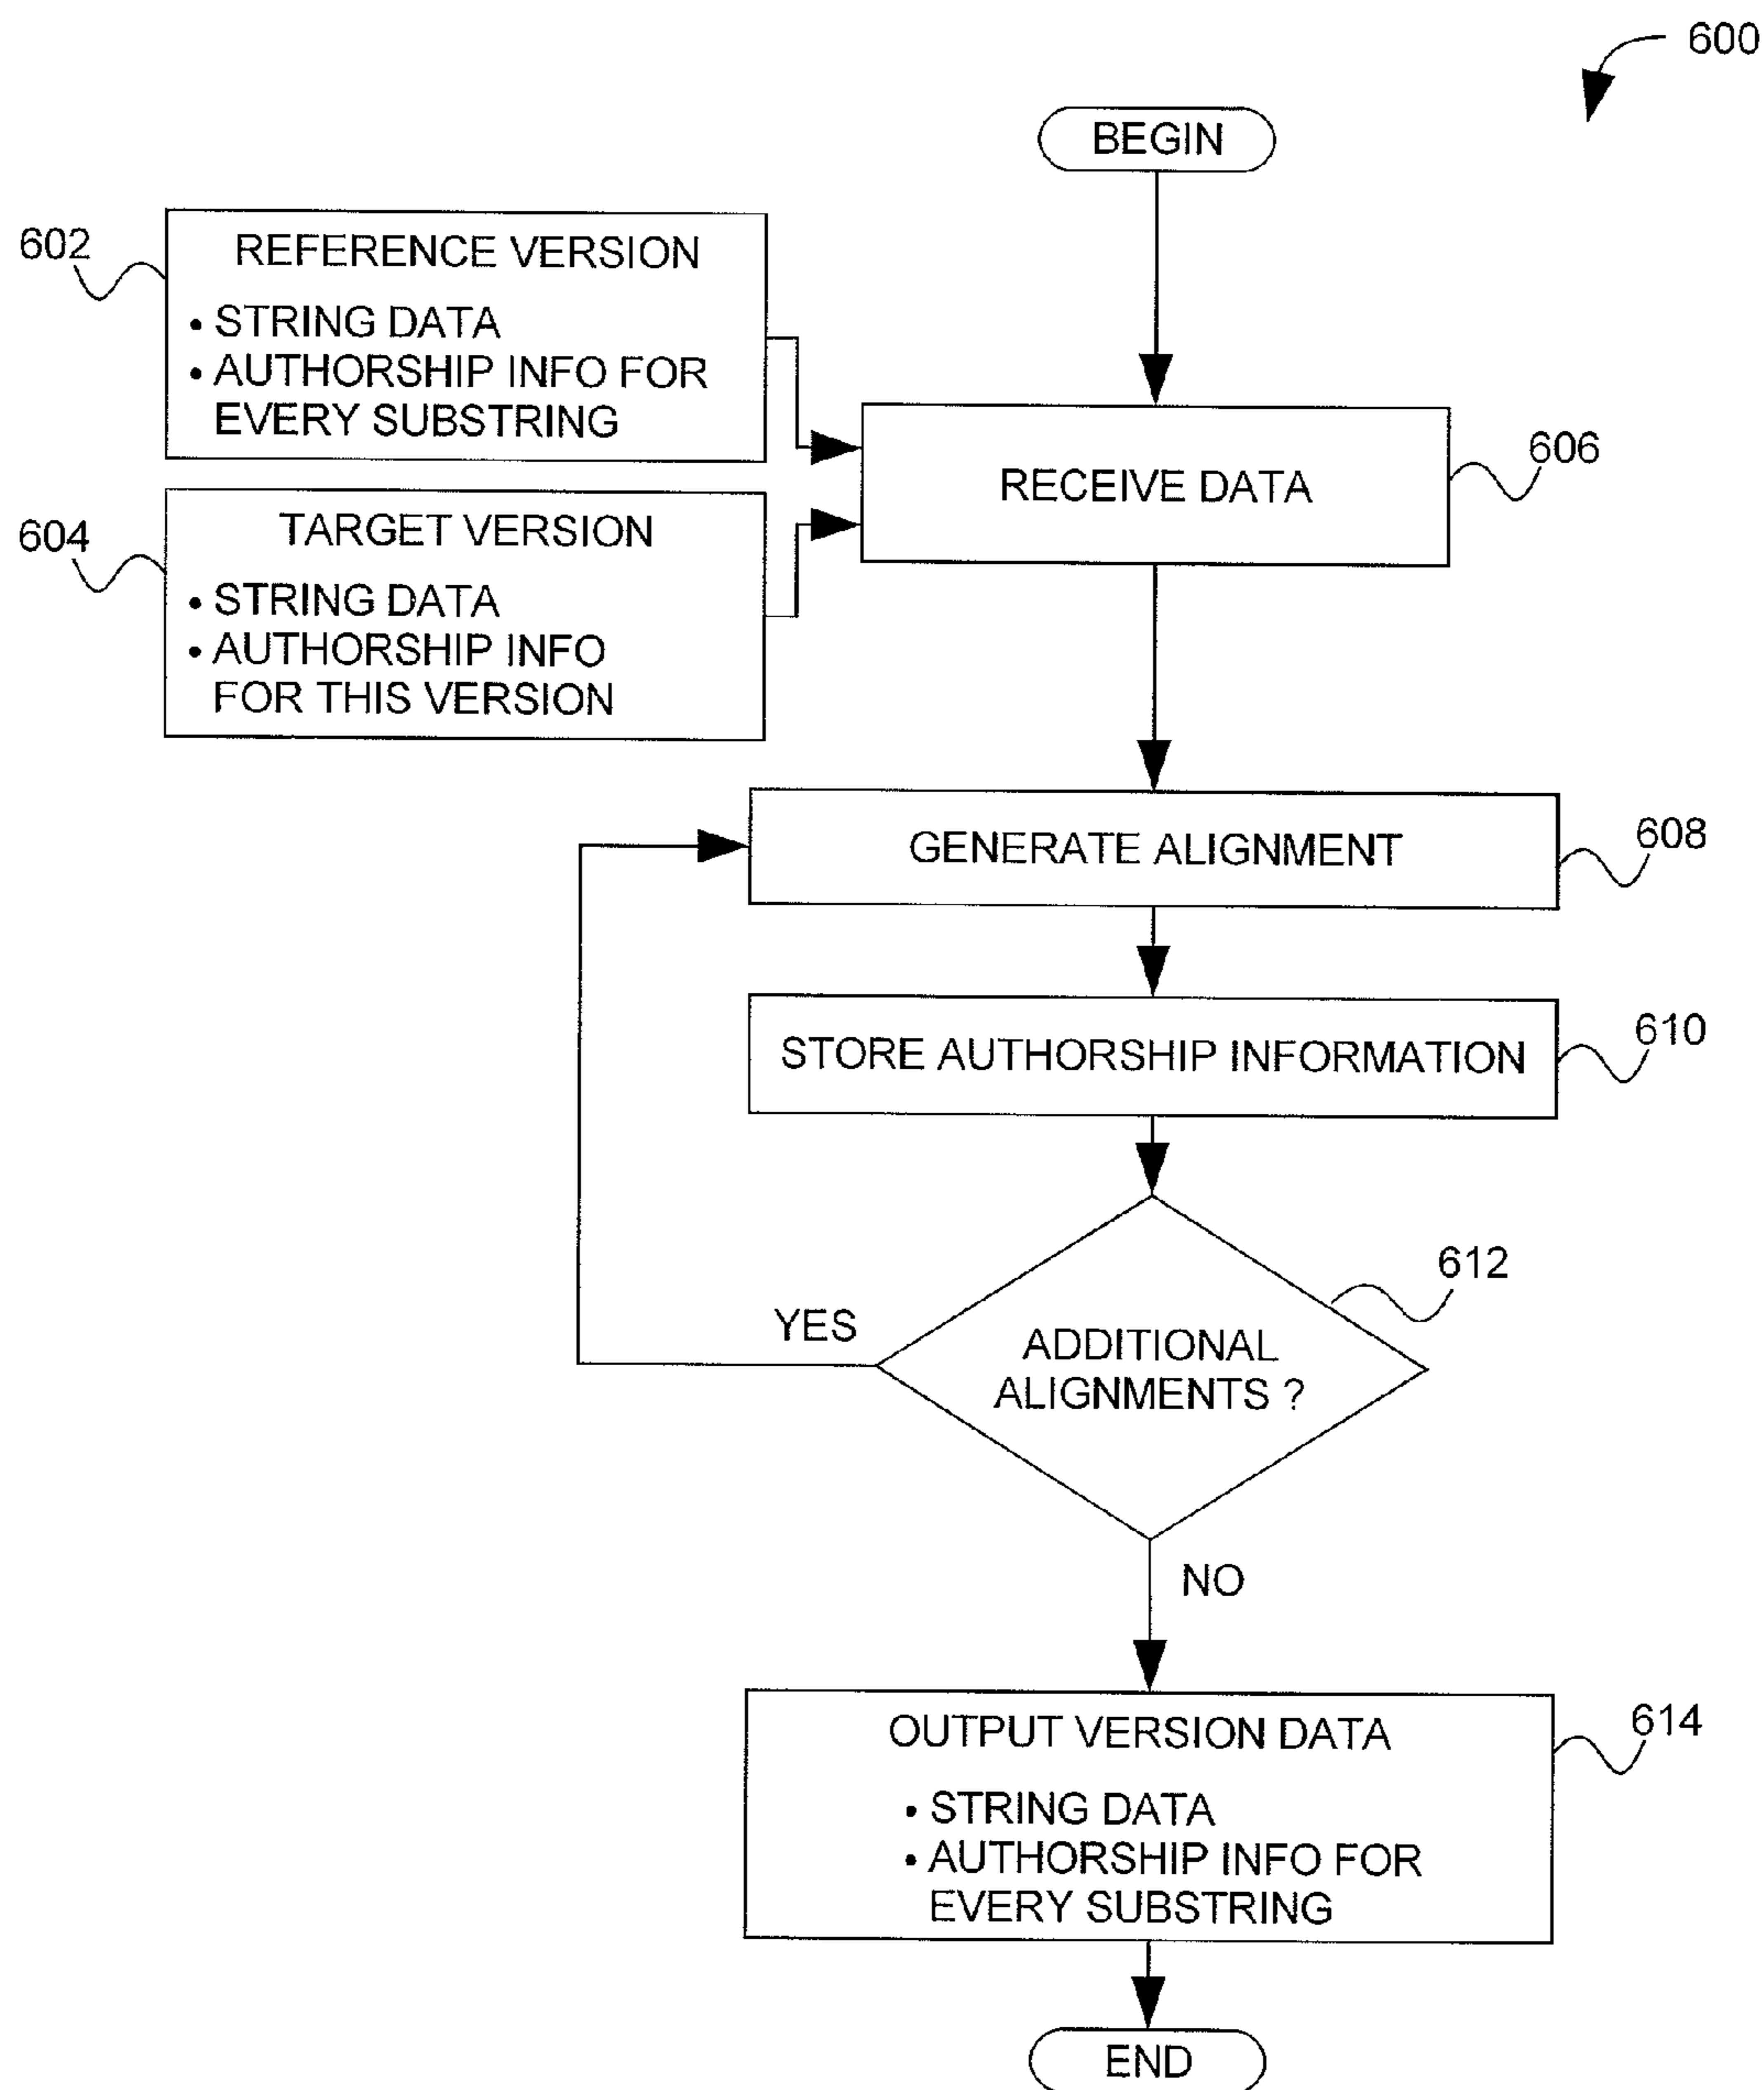 600
BEGIN
602
REFERENCE VERSION
• STRING DATA
• AUTHORSHIP INFO FOR
EVERY SUBSTRING
604
TARGET VERSION
• STRING DATA
• AUTHORSHIP INFO
FOR THIS VERSION
RECEIVE DATA
606
GENERATE ALIGNMENT
608
STORE AUTHORSHIP INFORMATION
610
612
YES
ADDITIONAL
ALIGNMENTS ?
NO
OUTPUT VERSION DATA
614
• STRING DATA
• AUTHORSHIP INFO FOR
EVERY SUBSTRING
END